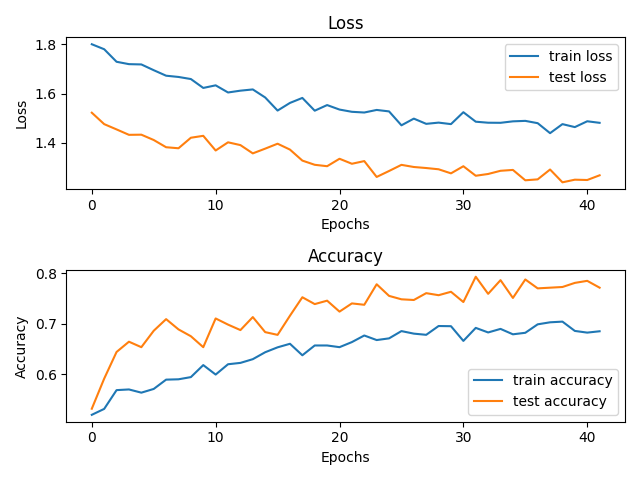 Loss
1.8
1.6
1.4
Loss
train loss
test loss
0
10
20
30
40
Epochs
Accuracy
0.8
0.7
0.6
Accuracy
train accuracy
test accuracy
0
10
20
30
40
Epochs